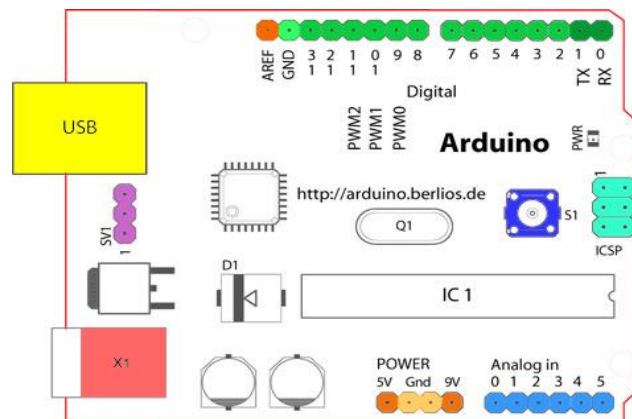 AREF GND 13 12 11 10 9 8 7 6 5 4 3 2 1 0
TX RX
Digital
USB
PWM2 PWM1 PWM0
Arduino
PWR
1
http://arduino.berlios.de
SV1
1
Q1
S1
ICSP
D1
IC 1
X1
POWER
5V Gnd 9V
Analog in
0 1 2 3 4 5